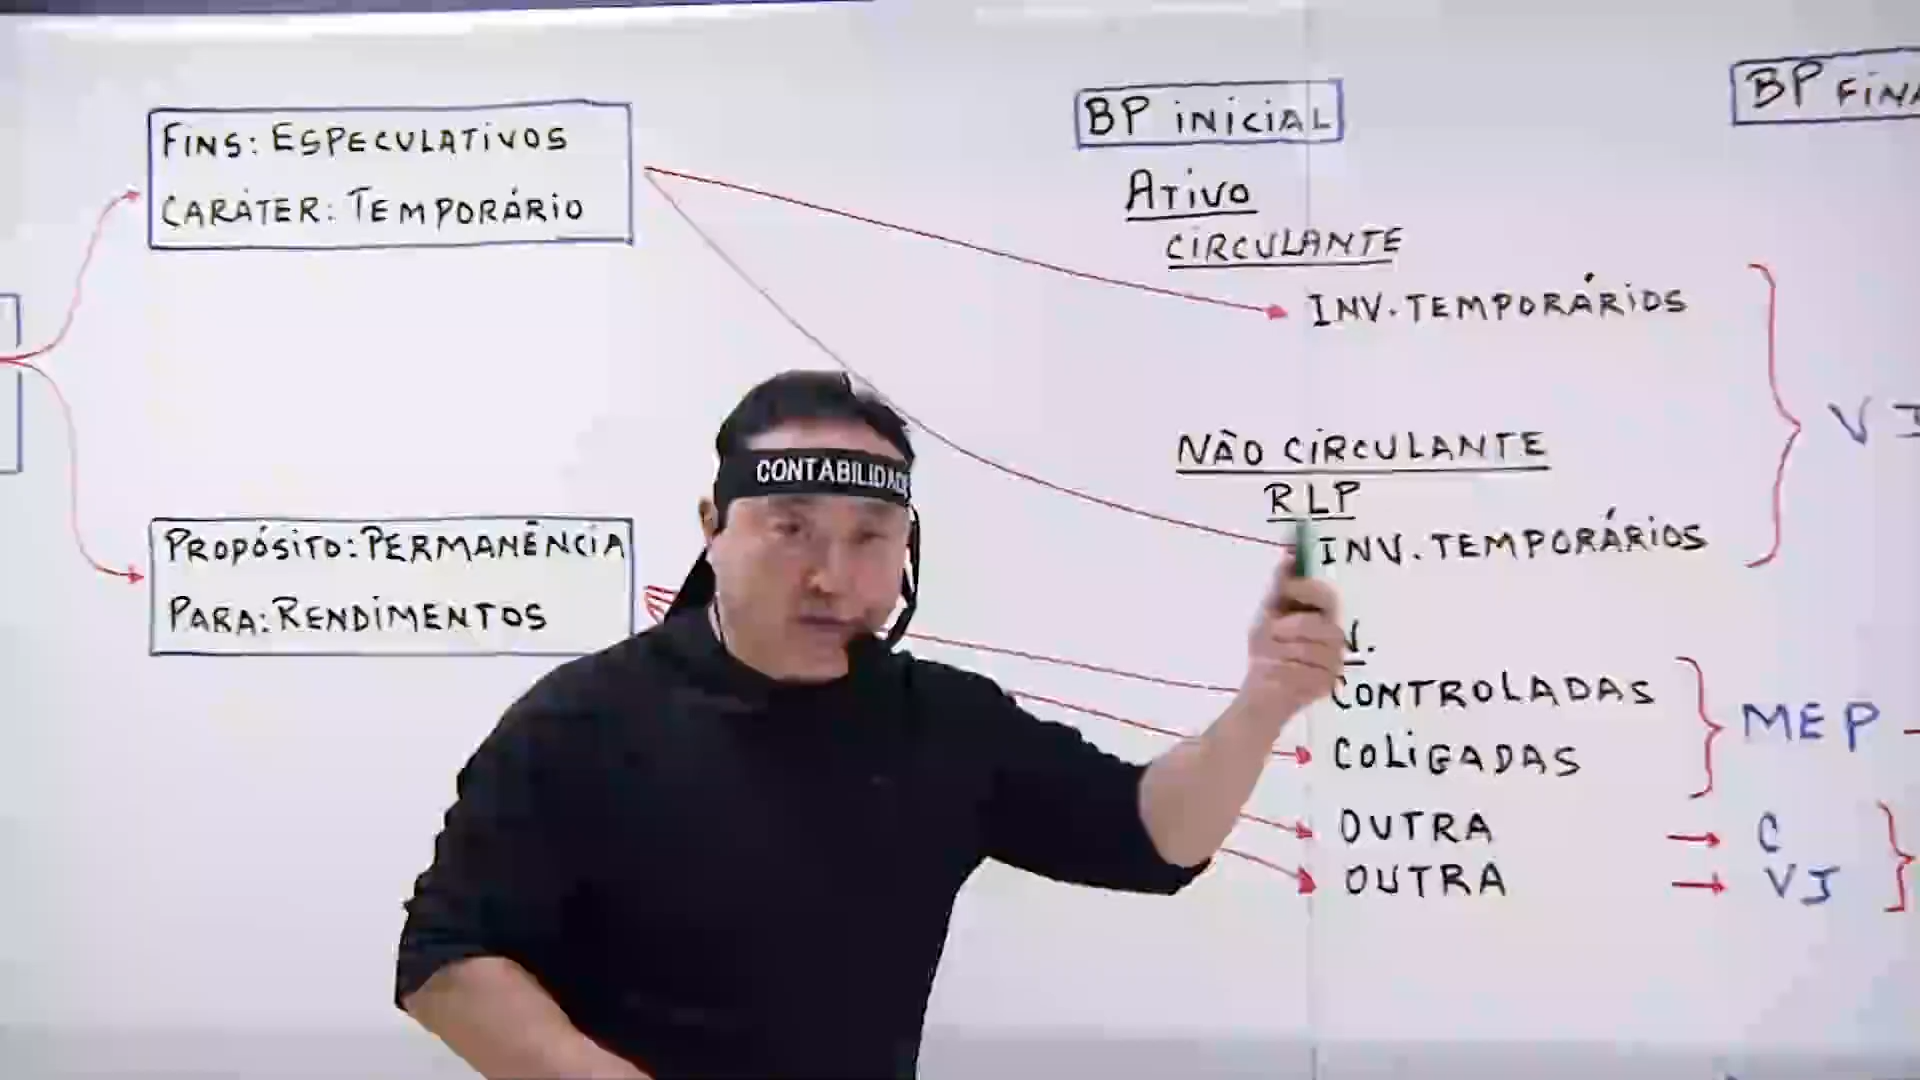 FINS: ESPECULATIVOS
CARÁTER: TEMPORÁRIO
PROPÓSITO: PERMANÊNCIA
PARA: RENDIMENTOS
CONTABILIDADE
BP INICIAL
ATIVO
CIRCULANTE
INV. TEMPORÁRIOS
NÃO CIRCULANTE
RLP
INV. TEMPORÁRIOS
CONTROLADAS
COLIGADAS
OUTRA
OUTRA
MEP
C
VJ
BP
V